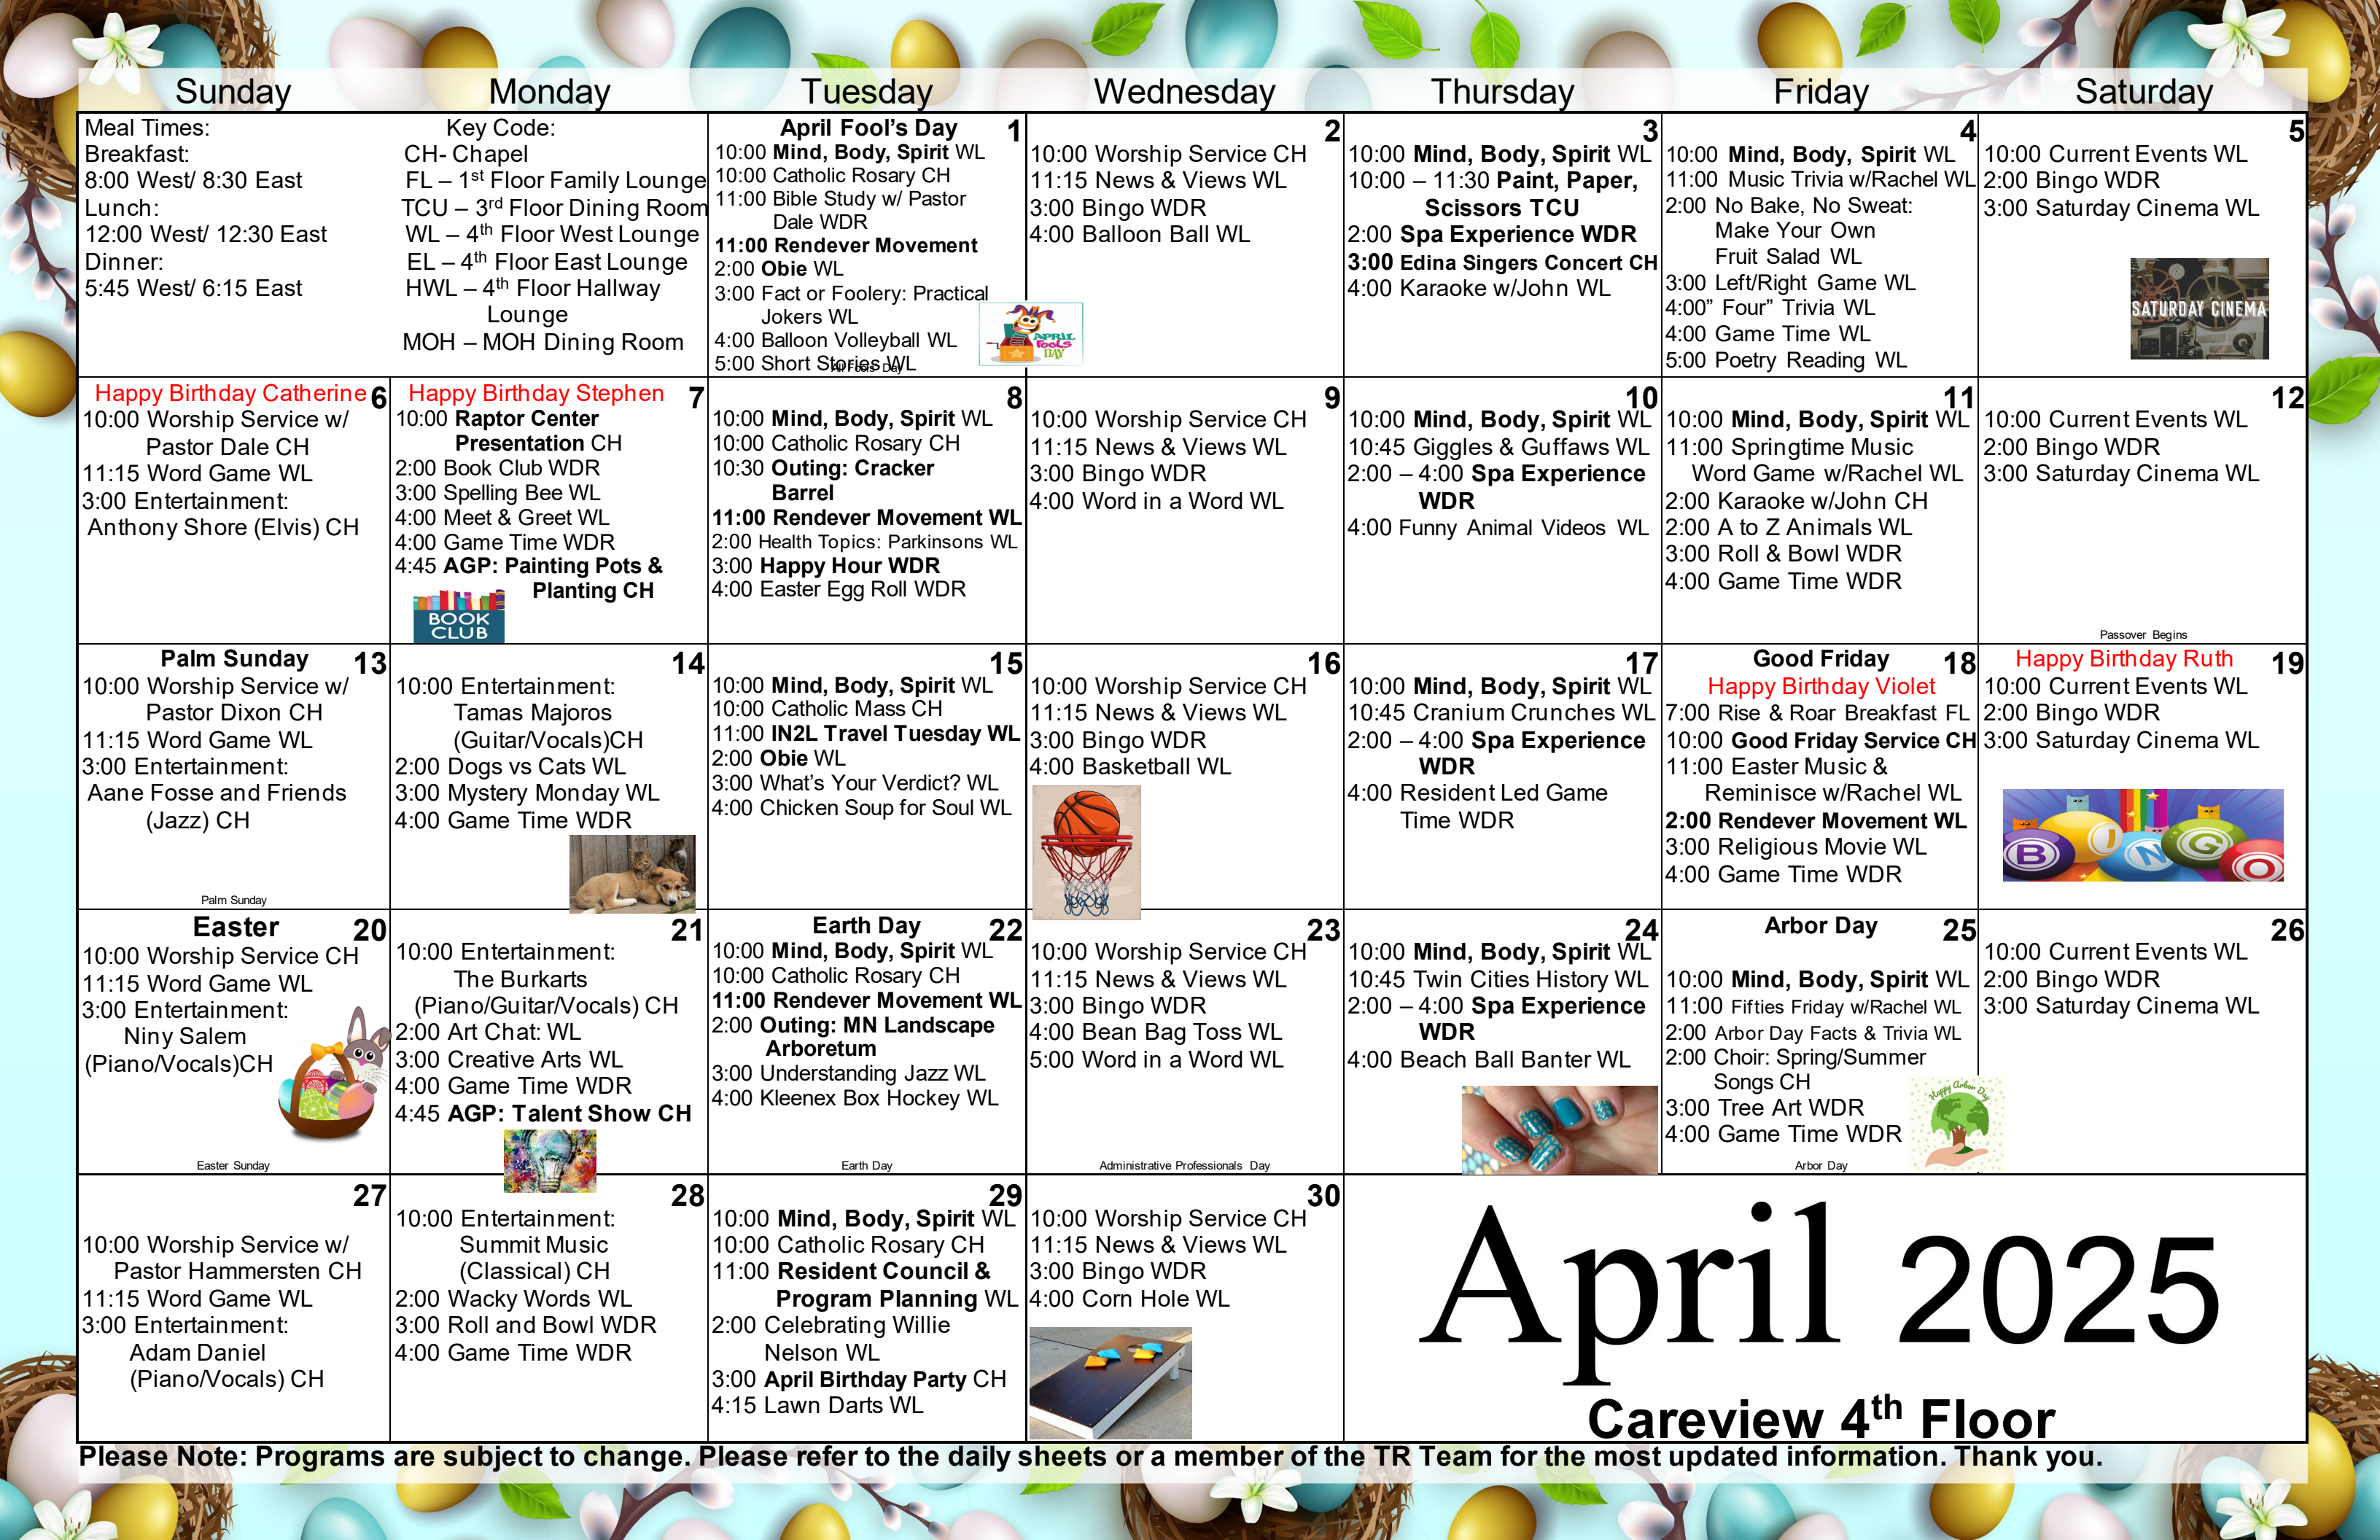 Sunday Monday Tuesday Wednesday Thursday Friday Saturday
Meal Times:
Breakfast:
8:00 West/ 8:30 East
Lunch:
12:00 West/ 12:30 East
Dinner:
5:45 West/ 6:15 East
Key Code:
CH- Chapel
FL – 1st Floor Family Lounge
TCU – 3rd Floor Dining Room
WL – 4th Floor West Lounge
EL – 4th Floor East Lounge
HWL – 4th Floor Hallway
Lounge
MOH – MOH Dining Room
April Fool's Day 1
10:00 Mind, Body, Spirit WL
10:00 Catholic Rosary CH
11:00 Bible Study w/ Pastor
Dale WDR
11:00 Rendever Movement
2:00 Obie WL
3:00 Fact or Foolery: Practical
Jokers WL
4:00 Balloon Volleyball WL
5:00 Short Stories WL
All Fools' Day
APRIL
FOOLS
DAY
2
10:00 Worship Service CH
11:15 News & Views WL
3:00 Bingo WDR
4:00 Balloon Ball WL
3
10:00 Mind, Body, Spirit WL
10:00 – 11:30 Paint, Paper,
Scissors TCU
2:00 Spa Experience WDR
3:00 Edina Singers Concert CH
4:00 Karaoke w/John WL
4
10:00 Mind, Body, Spirit WL
11:00 Music Trivia w/Rachel WL
2:00 No Bake, No Sweat:
Make Your Own
Fruit Salad WL
3:00 Left/Right Game WL
4:00” Four” Trivia WL
4:00 Game Time WL
5:00 Poetry Reading WL
5
10:00 Current Events WL
2:00 Bingo WDR
3:00 Saturday Cinema WL
SATURDAY CINEMA
Happy Birthday Catherine 6
10:00 Worship Service w/
Pastor Dale CH
11:15 Word Game WL
3:00 Entertainment:
Anthony Shore (Elvis) CH
Happy Birthday Stephen 7
10:00 Raptor Center
Presentation CH
2:00 Book Club WDR
3:00 Spelling Bee WL
4:00 Meet & Greet WL
4:00 Game Time WDR
4:45 AGP: Painting Pots &
Planting CH
BOOK
CLUB
8
10:00 Mind, Body, Spirit WL
10:00 Catholic Rosary CH
10:30 Outing: Cracker
Barrel
11:00 Rendever Movement WL
2:00 Health Topics: Parkinsons WL
3:00 Happy Hour WDR
4:00 Easter Egg Roll WDR
9
10:00 Worship Service CH
11:15 News & Views WL
3:00 Bingo WDR
4:00 Word in a Word WL
10
10:00 Mind, Body, Spirit WL
10:45 Giggles & Guffaws WL
2:00 – 4:00 Spa Experience
WDR
4:00 Funny Animal Videos WL
11
10:00 Mind, Body, Spirit WL
11:00 Springtime Music
Word Game w/Rachel WL
2:00 Karaoke w/John CH
2:00 A to Z Animals WL
3:00 Roll & Bowl WDR
4:00 Game Time WDR
12
10:00 Current Events WL
2:00 Bingo WDR
3:00 Saturday Cinema WL
Passover Begins
Palm Sunday 13
10:00 Worship Service w/
Pastor Dixon CH
11:15 Word Game WL
3:00 Entertainment:
Aane Fosse and Friends
(Jazz) CH
Palm Sunday
14
10:00 Entertainment:
Tamas Majoros
(Guitar/Vocals)CH
2:00 Dogs vs Cats WL
3:00 Mystery Monday WL
4:00 Game Time WDR
15
10:00 Mind, Body, Spirit WL
10:00 Catholic Mass CH
11:00 IN2L Travel Tuesday WL
2:00 Obie WL
3:00 What's Your Verdict? WL
4:00 Chicken Soup for Soul WL
16
10:00 Worship Service CH
11:15 News & Views WL
3:00 Bingo WDR
4:00 Basketball WL
17
10:00 Mind, Body, Spirit WL
10:45 Cranium Crunches WL
2:00 – 4:00 Spa Experience
WDR
4:00 Resident Led Game
Time WDR
Good Friday 18
Happy Birthday Violet
7:00 Rise & Roar Breakfast FL
10:00 Good Friday Service CH
11:00 Easter Music &
Reminisce w/Rachel WL
2:00 Rendever Movement WL
3:00 Religious Movie WL
4:00 Game Time WDR
Happy Birthday Ruth 19
10:00 Current Events WL
2:00 Bingo WDR
3:00 Saturday Cinema WL
BINGO
Easter 20
10:00 Worship Service CH
11:15 Word Game WL
3:00 Entertainment:
Niny Salem
(Piano/Vocals)CH
Easter Sunday
21
10:00 Entertainment:
The Burkarts
(Piano/Guitar/Vocals) CH
2:00 Art Chat: WL
3:00 Creative Arts WL
4:00 Game Time WDR
4:45 AGP: Talent Show CH
Earth Day 22
10:00 Mind, Body, Spirit WL
10:00 Catholic Rosary CH
11:00 Rendever Movement WL
2:00 Outing: MN Landscape
Arboretum
3:00 Understanding Jazz WL
4:00 Kleenex Box Hockey WL
Earth Day
23
10:00 Worship Service CH
11:15 News & Views WL
3:00 Bingo WDR
4:00 Bean Bag Toss WL
5:00 Word in a Word WL
Administrative Professionals Day
24
10:00 Mind, Body, Spirit WL
10:45 Twin Cities History WL
2:00 – 4:00 Spa Experience
WDR
4:00 Beach Ball Banter WL
Arbor Day 25
10:00 Mind, Body, Spirit WL
11:00 Fifties Friday w/Rachel WL
2:00 Arbor Day Facts & Trivia WL
2:00 Choir: Spring/Summer
Songs CH
3:00 Tree Art WDR
4:00 Game Time WDR
Arbor Day
Happy Arbor Day
26
10:00 Current Events WL
2:00 Bingo WDR
3:00 Saturday Cinema WL
27
10:00 Worship Service w/
Pastor Hammersten CH
11:15 Word Game WL
3:00 Entertainment:
Adam Daniel
(Piano/Vocals) CH
28
10:00 Entertainment:
Summit Music
(Classical) CH
2:00 Wacky Words WL
3:00 Roll and Bowl WDR
4:00 Game Time WDR
29
10:00 Mind, Body, Spirit WL
10:00 Catholic Rosary CH
11:00 Resident Council &
Program Planning WL
2:00 Celebrating Willie
Nelson WL
3:00 April Birthday Party CH
4:15 Lawn Darts WL
30
10:00 Worship Service CH
11:15 News & Views WL
3:00 Bingo WDR
4:00 Corn Hole WL
April 2025
Careview 4th Floor
Please Note: Programs are subject to change. Please refer to the daily sheets or a member of the TR Team for the most updated information. Thank you.